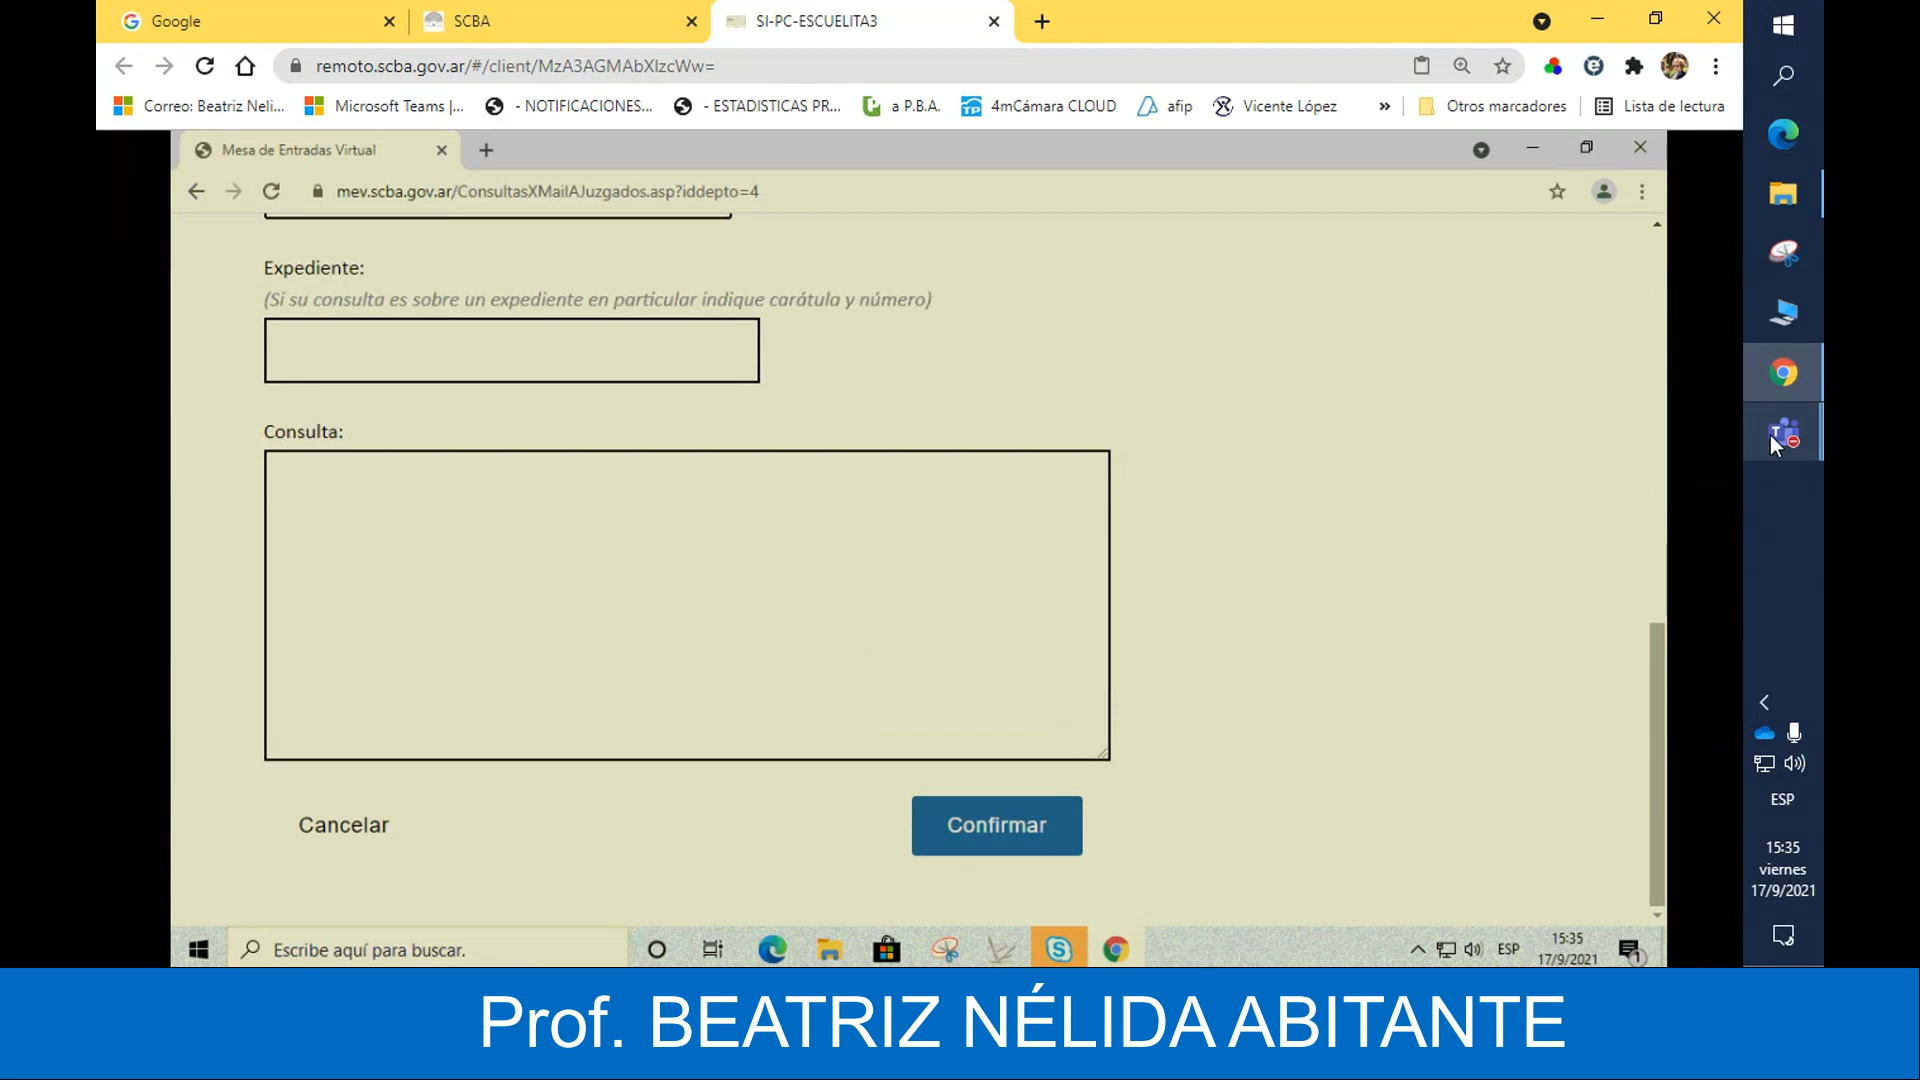 Google
SCBA
SI-PC-ESCUELITA3
remoto.scba.gov.ar/#/client/MzA3AGMAbXlzcWw=
Correo: Beatriz Neli...
Microsoft Teams |...
- NOTIFICACIONES...
- ESTADISTICAS PR...
a P.B.A.
4mCámara CLOUD
afip
Vicente López
»
Otros marcadores
Lista de lectura
Mesa de Entradas Virtual
mev.scba.gov.ar/ConsultasXMailAJuzgados.asp?iddepto=4
Expediente:
(Si su consulta es sobre un expediente en particular indique carátula y número)
Consulta:
Cancelar
Confirmar
Escribe aquí para buscar.
ESP
15:35
17/9/2021
1
ESP
15:35
viernes
17/9/2021
Prof. BEATRIZ NÉLIDA ABITANTE